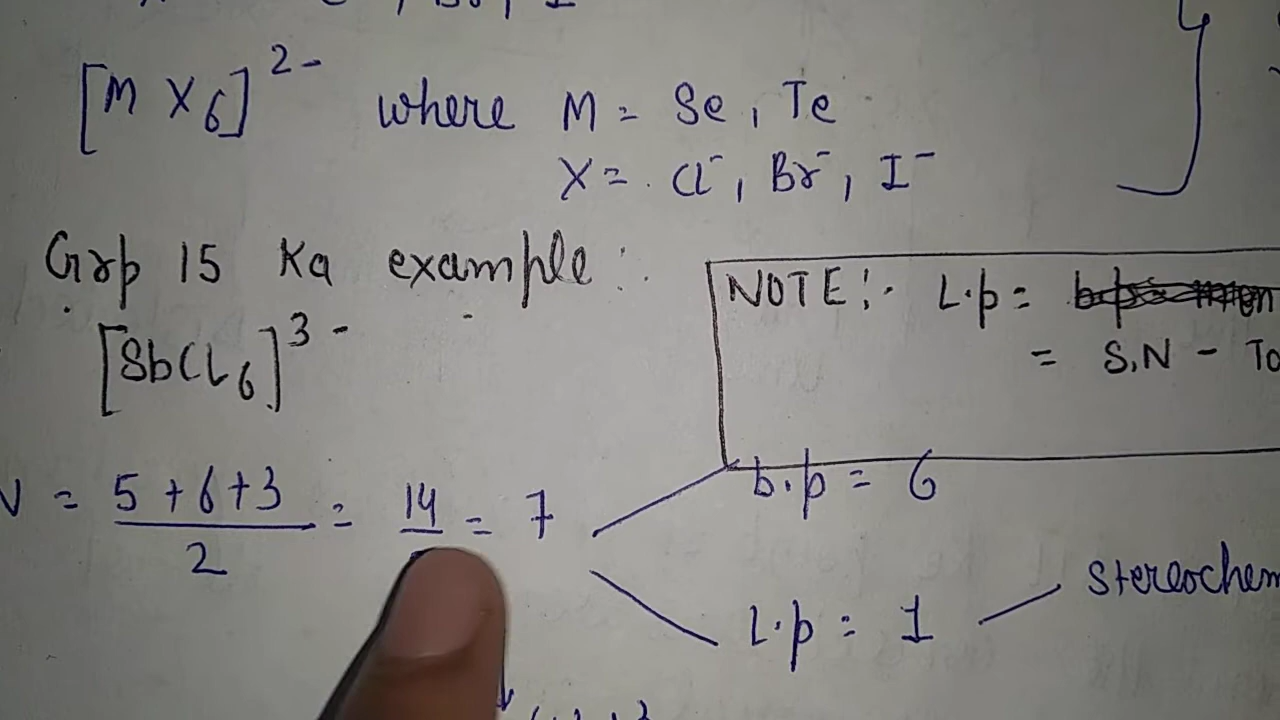 [M X6]2- where M = Se, Te
X = Cl-, Br-, I-
Grp 15 Ka example:
[SbCl6]3-
NOTE:- L.p =
= S.N - To
N = 5+6+3/2 = 14 = 7
b.p = 6
L.p = 1
stereochem